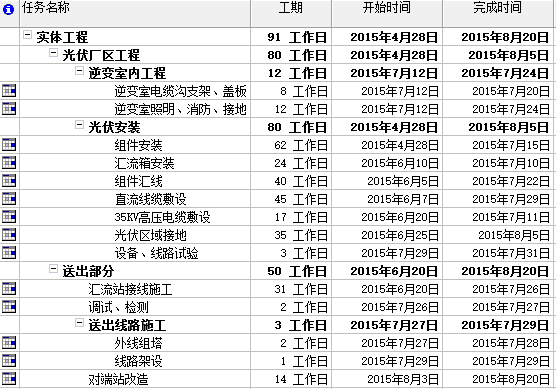 任务名称 工期 开始时间 完成时间
实体工程 91 工作日 2015年4月28日 2015年8月20日
光伏厂区工程 80 工作日 2015年4月28日 2015年8月5日
逆变室内工程 12 工作日 2015年7月12日 2015年7月24日
逆变室电缆沟支架、盖板 8 工作日 2015年7月12日 2015年7月20日
逆变室照明、消防、接地 12 工作日 2015年7月12日 2015年7月24日
光伏安装 80 工作日 2015年4月28日 2015年8月5日
组件安装 62 工作日 2015年4月28日 2015年7月15日
汇流箱安装 24 工作日 2015年6月10日 2015年7月10日
组件汇线 40 工作日 2015年6月5日 2015年7月22日
直流线缆敷设 45 工作日 2015年6月7日 2015年7月29日
35KV高压电缆敷设 17 工作日 2015年6月20日 2015年7月11日
光伏区域接地 35 工作日 2015年6月25日 2015年8月5日
设备、线路试验 3 工作日 2015年7月29日 2015年7月31日
送出部分 50 工作日 2015年6月20日 2015年8月20日
汇流站接线施工 31 工作日 2015年6月20日 2015年7月26日
调试、检测 2 工作日 2015年7月26日 2015年7月27日
送出线路施工 3 工作日 2015年7月27日 2015年7月29日
外线组塔 2 工作日 2015年7月27日 2015年7月28日
线路架设 1 工作日 2015年7月29日 2015年7月29日
对端站改造 14 工作日 2015年8月3日 2015年8月20日